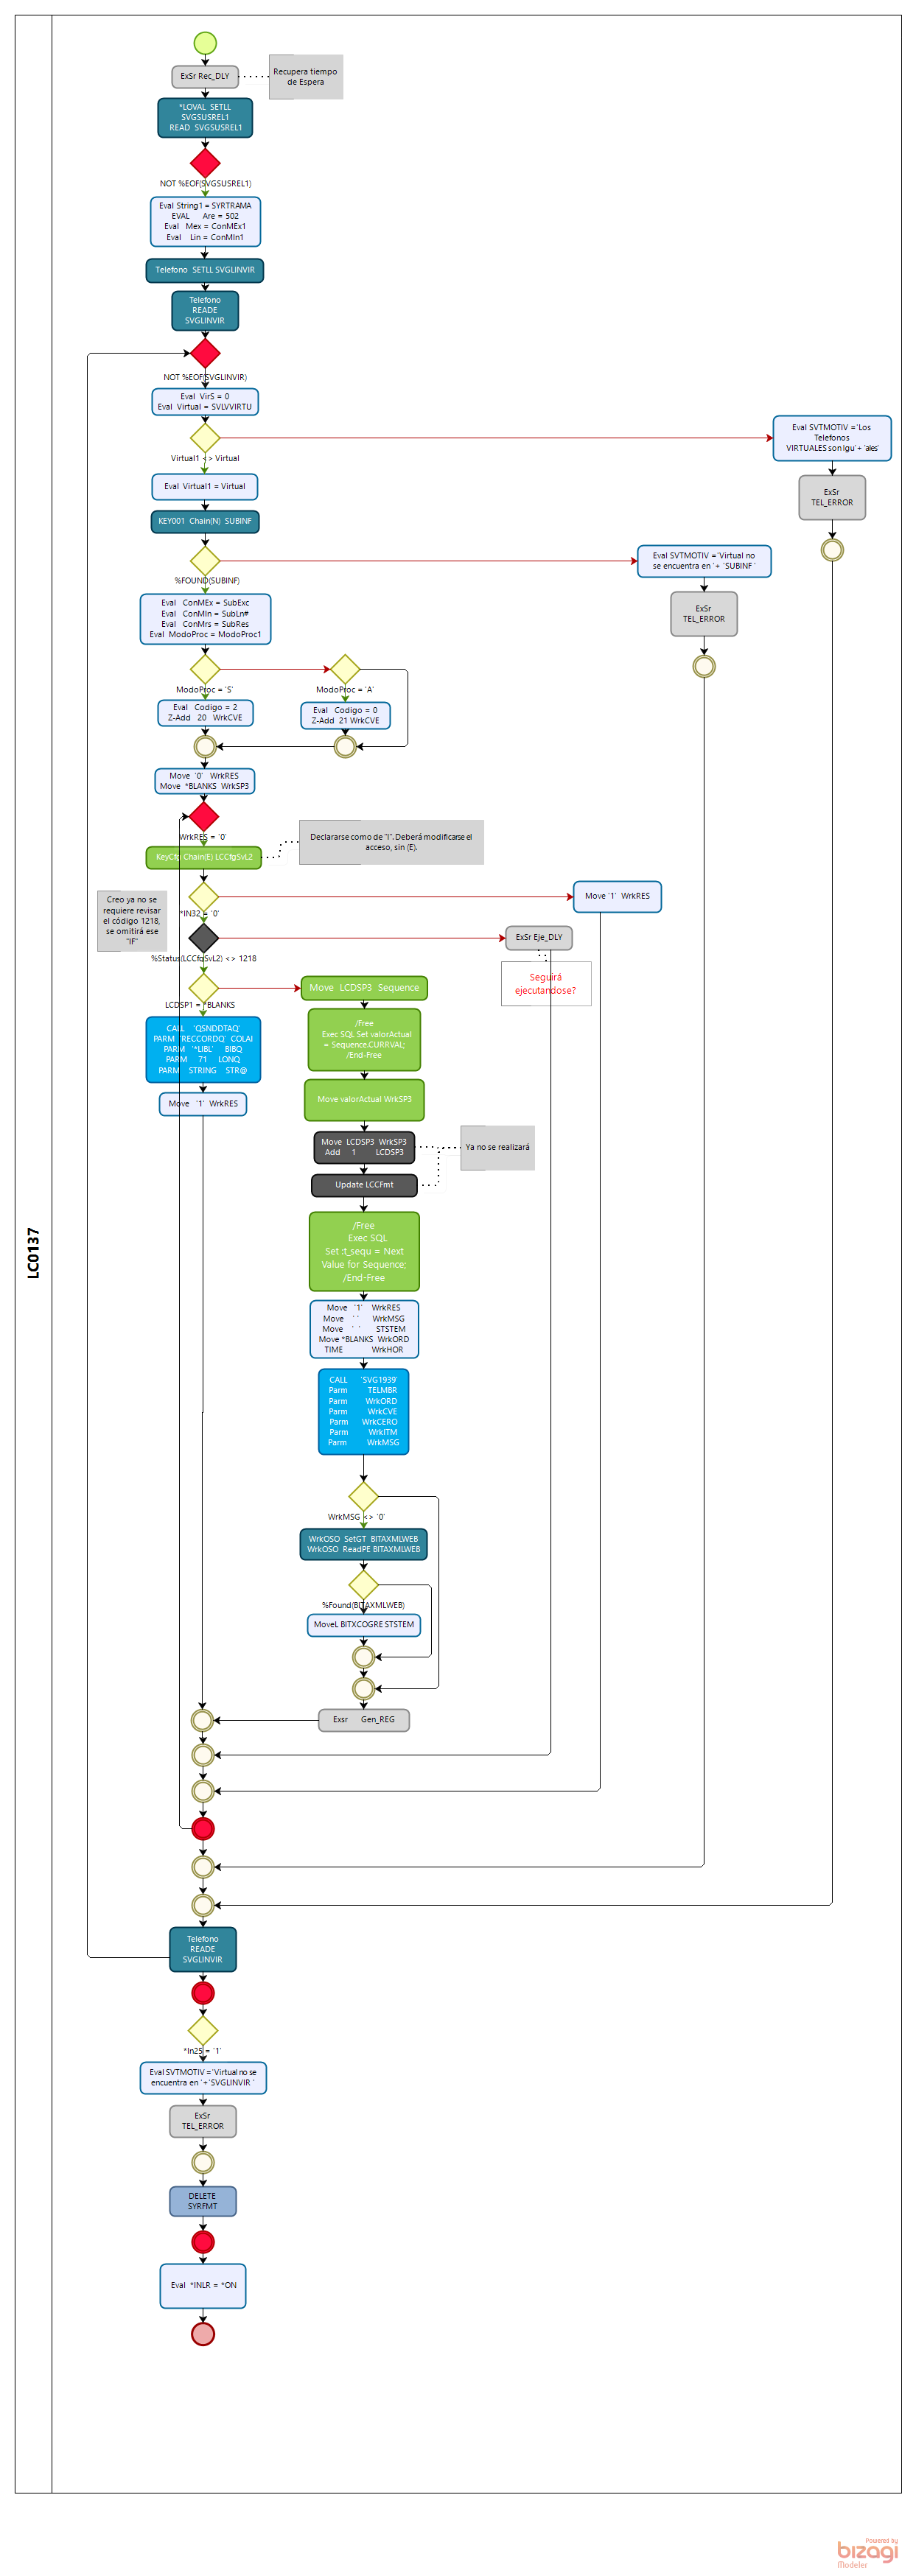 LC0137
ExSr Rec_DLY
Recupera tiempo
de Espera
*LOVAL SETLL
SVGSUSREL1
READ SVGSUSREL1
NOT %EOF(SVGSUSREL1)
Eval String1 = SYRTRAMA
EVAL Are = 502
Eval Mex = ConMEx1
Eval Lin = ConMIn1
Telefono SETLL SVGLINVIR
Telefono
READE
SVGLINVIR
NOT %EOF(SVGLINVIR)
Eval VirS = 0
Eval Virtual = SVLVVIRTU
Virtual1 <> Virtual
Eval SVTMOTIV ='Los
Telefonos
VIRTUALES son Igu'+ 'ales'
ExSr
TEL_ERROR
Eval Virtual1 = Virtual
KEY001 Chain(N) SUBINF
%FOUND(SUBINF)
Eval SVTMOTIV ='Virtual no
se encuentra en '+ 'SUBINF '
ExSr
TEL_ERROR
Eval ConMEx = SubExc
Eval ConMIn = SubLn#
Eval ConMrs = SubRes
Eval ModoProc = ModoProc1
ModoProc = 'S'
ModoProc = 'A'
Eval Codigo = 2
Z-Add 20 WrkCVE
Eval Codigo = 0
Z-Add 21 WrkCVE
Move '0' WrkRES
Move *BLANKS WrkSP3
WrkRES = '0'
KeyCfg Chain(E) LCCfgSvL2
Declararse como de "I". Deberá modificarse el
acceso, sin (E).
*IN32 = '0'
Move '1' WrkRES
Creo ya no se
requiere revisar
el código 1218,
se omitirá ese
"IF"
%Status(LCCfgSvL2) <> 1218
ExSr Eje_DLY
Seguirá
ejecutandose?
LCDSP1 = *BLANKS
Move LCDSP3 Sequence
CALL 'QSNDDTAQ'
PARM 'RECCORDQ' COLAI
PARM '*LIBL' BIBQ
PARM 71 LONQ
PARM STRING STR@
Move '1' WrkRES
/Free
Exec SQL Set valorActual
= Sequence.CURRVAL;
/End-Free
Move valorActual WrkSP3
Move LCDSP3 WrkSP3
Add 1 LCDSP3
Ya no se realizará
Update LCCFmt
/Free
Exec SQL
Set :t_sequ = Next
Value for Sequence;
/End-Free
Move '1' WrkRES
Move ' ' WrkMSG
Move ' ' STSTEM
Move *BLANKS WrkORD
TIME WrkHOR
CALL 'SVG1939'
Parm TELMBR
Parm WrkORD
Parm WrkCVE
Parm WrkCERO
Parm WrkITM
Parm WrkMSG
WrkMSG <> '0'
WrkOSO SetGT BITAXMLWEB
WrkOSO ReadPE BITAXMLWEB
%Found(BITAXMLWEB)
MoveL BITXCOGRE STSTEM
Exsr Gen_REG
Telefono
READE
SVGLINVIR
*In25 = '1'
Eval SVTMOTIV ='Virtual no se
encuentra en '+'SVGLINVIR '
ExSr
TEL_ERROR
DELETE
SYRFMT
Eval *INLR = *ON
Powered by
bizagi
Modeler